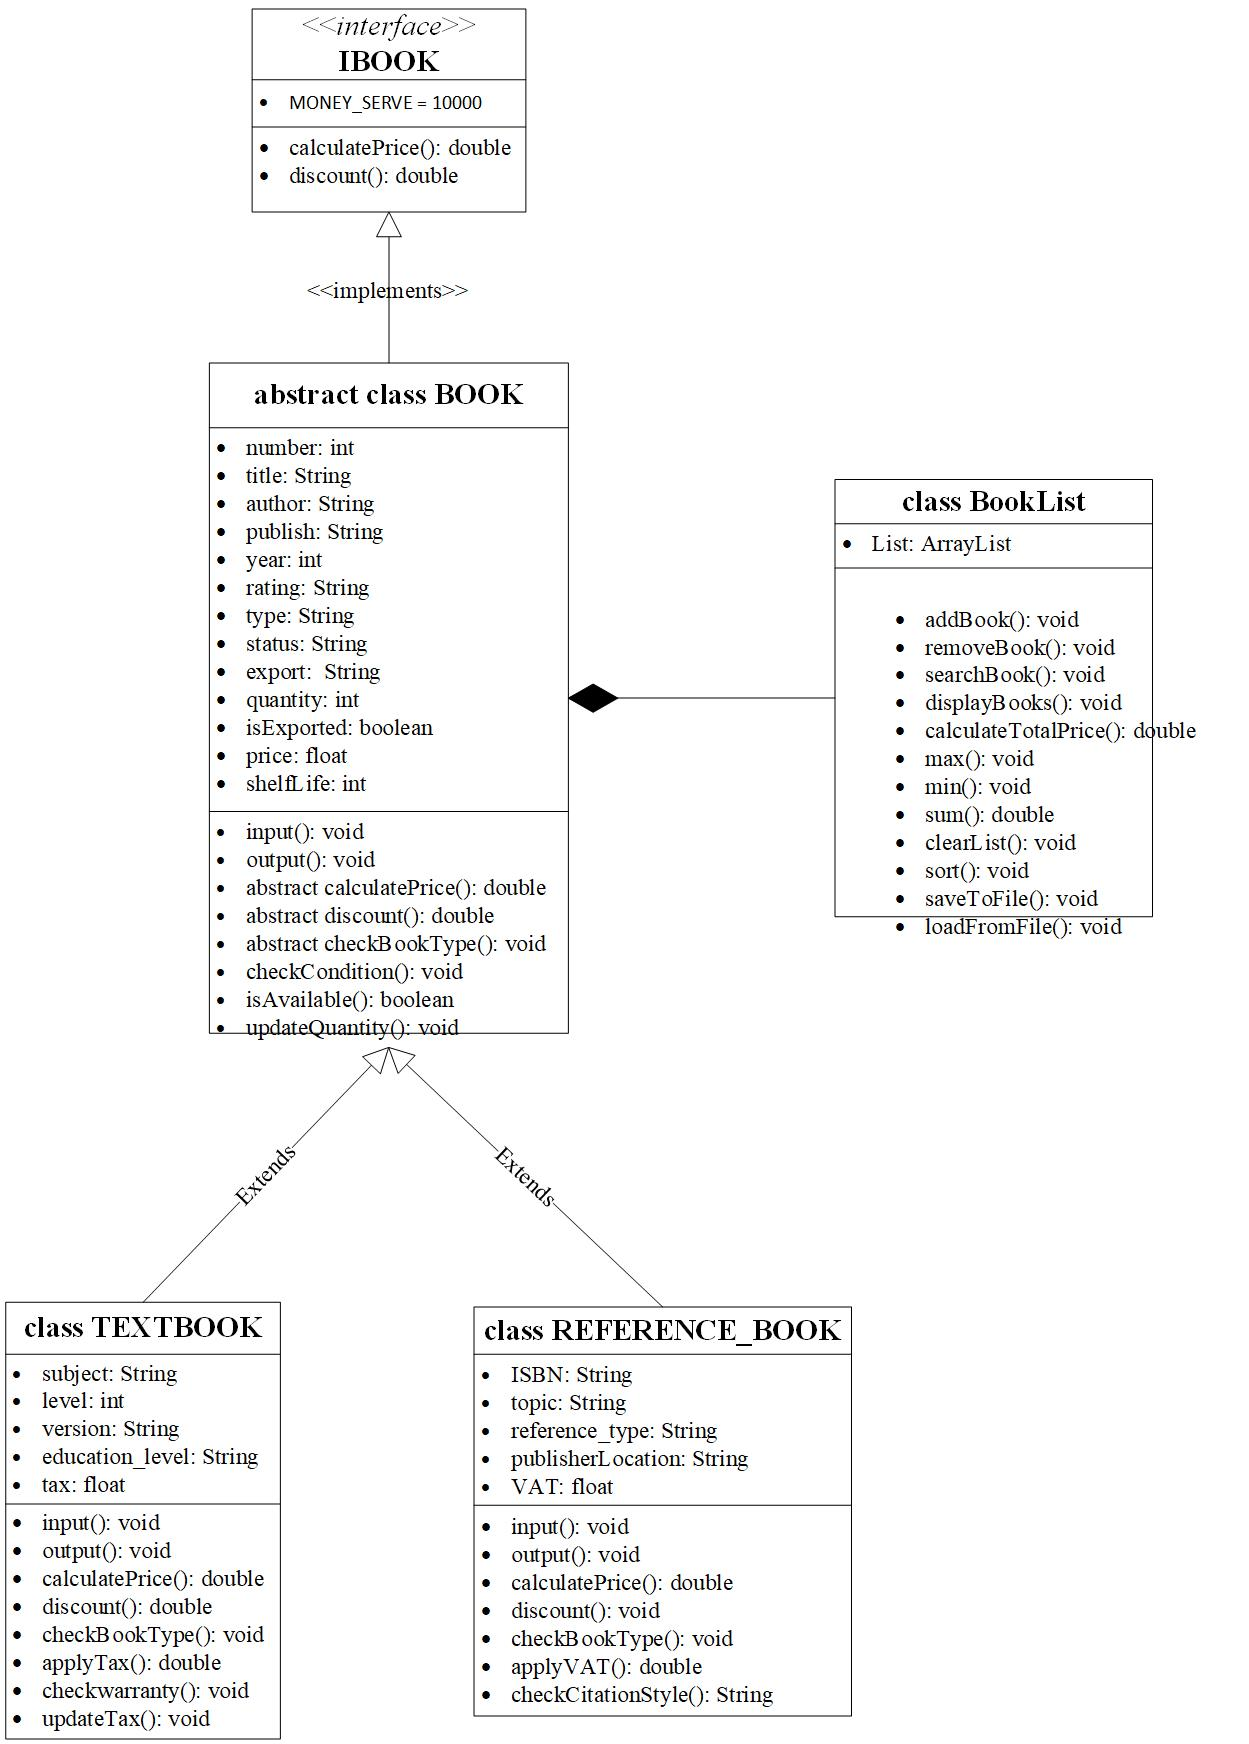 <<interface>>
IBOOK
• MONEY_SERVE = 10000
• calculatePrice(): double
• discount(): double
<<implements>>
abstract class BOOK
• number: int
• title: String
• author: String
• publish: String
• year: int
• rating: String
• type: String
• status: String
• export:  String
• quantity: int
• isExported: boolean
• price: float
• shelfLife: int
• input(): void
• output(): void
• abstract calculatePrice(): double
• abstract discount(): double
• abstract checkBookType(): void
• checkCondition(): void
• isAvailable(): boolean
• updateQuantity(): void
class BookList
• List: ArrayList
• addBook(): void
• removeBook(): void
• searchBook(): void
• displayBooks(): void
• calculateTotalPrice(): double
• max(): void
• min(): void
• sum(): double
• clearList(): void
• sort(): void
• saveToFile(): void
• loadFromFile(): void
Extends
Extends
class TEXTBOOK
• subject: String
• level: int
• version: String
• education_level: String
• tax: float
• input(): void
• output(): void
• calculatePrice(): double
• discount(): double
• checkBookType(): void
• applyTax(): double
• checkwarranty(): void
• updateTax(): void
class REFERENCE_BOOK
• ISBN: String
• topic: String
• reference_type: String
• publisherLocation: String
• VAT: float
• input(): void
• output(): void
• calculatePrice(): double
• discount(): void
• checkBookType(): void
• applyVAT(): double
• checkCitationStyle(): String